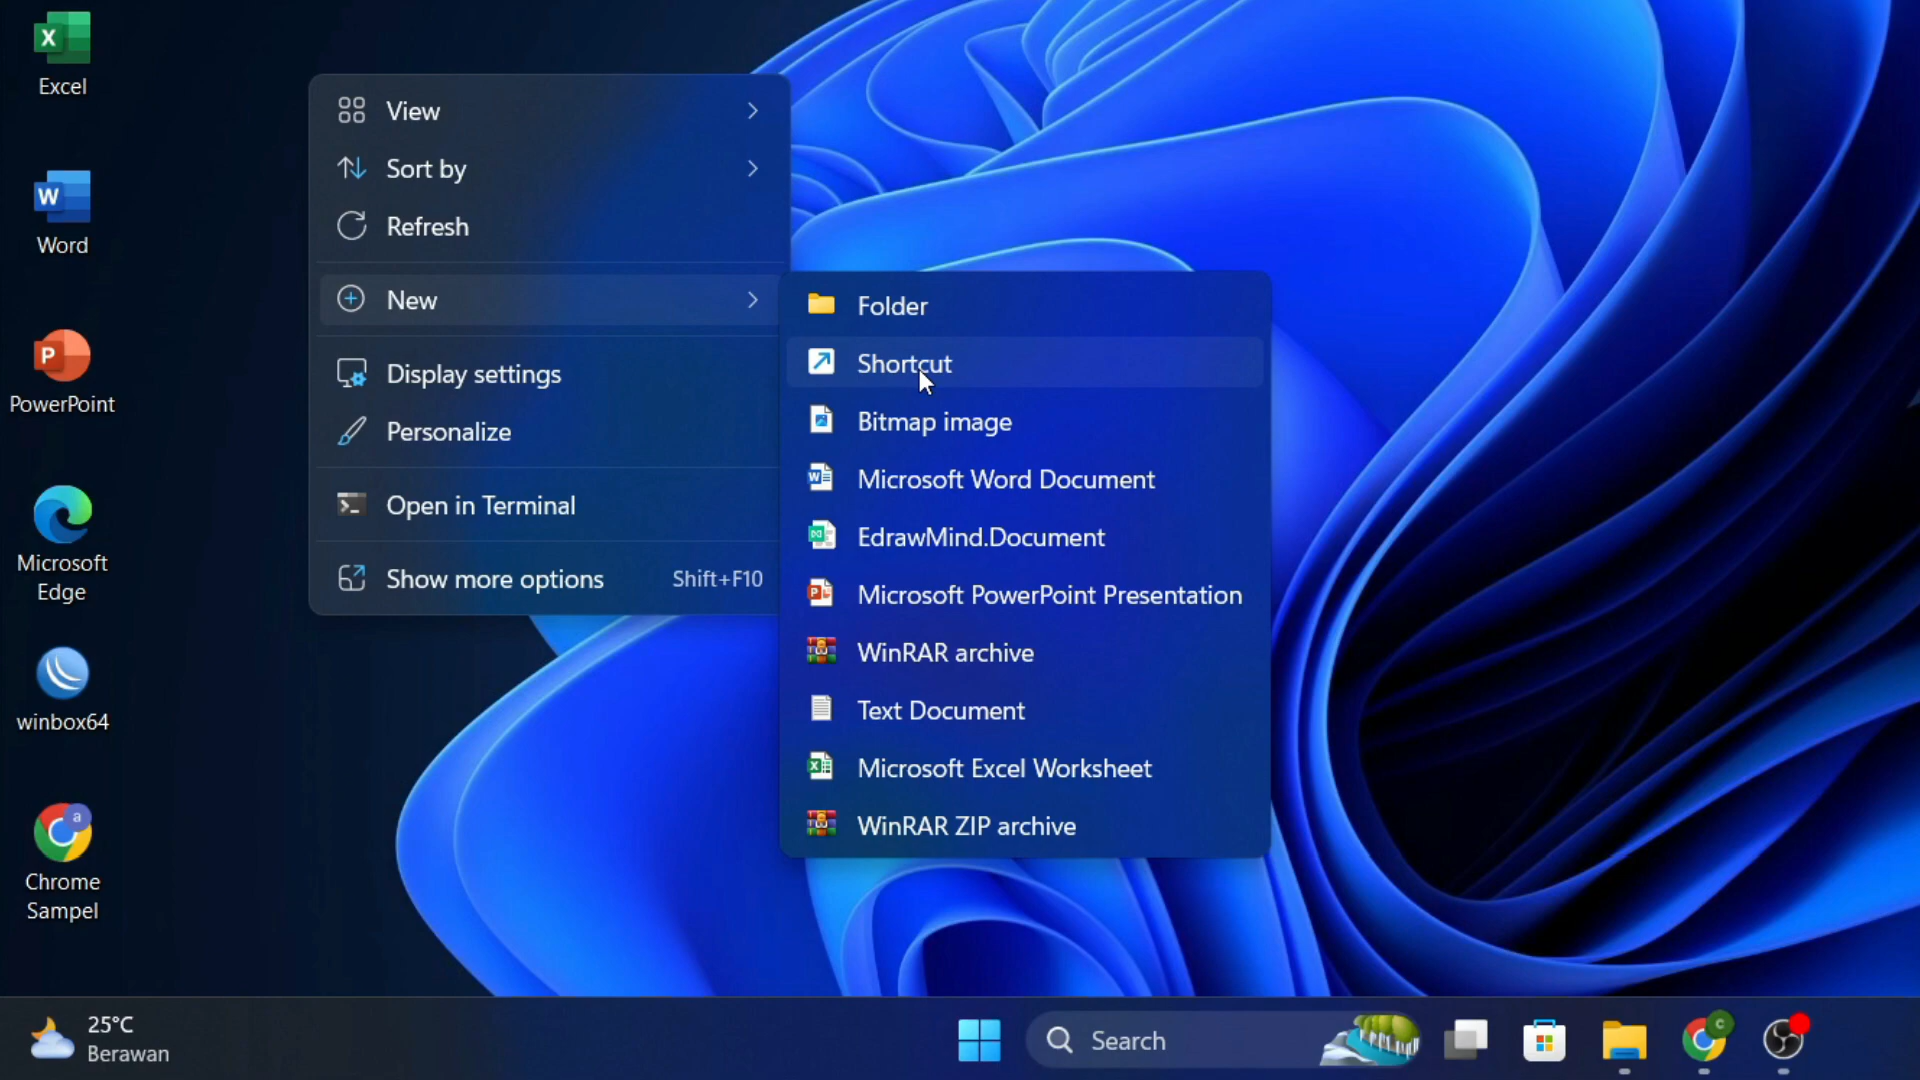 Excel
Word
PowerPoint
Microsoft
Edge
winbox64
Chrome
Sampel
View
Sort by
Refresh
New
Display settings
Personalize
Open in Terminal
Show more options Shift+F10
Folder
Shortcut
Bitmap image
Microsoft Word Document
EdrawMind.Document
Microsoft PowerPoint Presentation
WinRAR archive
Text Document
Microsoft Excel Worksheet
WinRAR ZIP archive
25°C
Berawan
Search